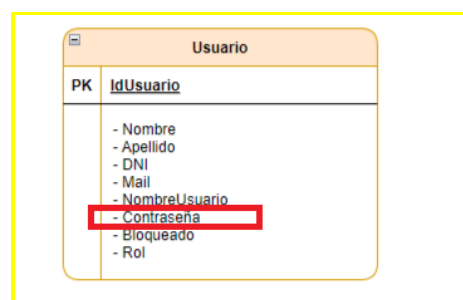 Usuario
PK IdUsuario
- Nombre
- Apellido
- DNI
- Mail
- NombreUsuario
- Contraseña
- Bloqueado
- Rol